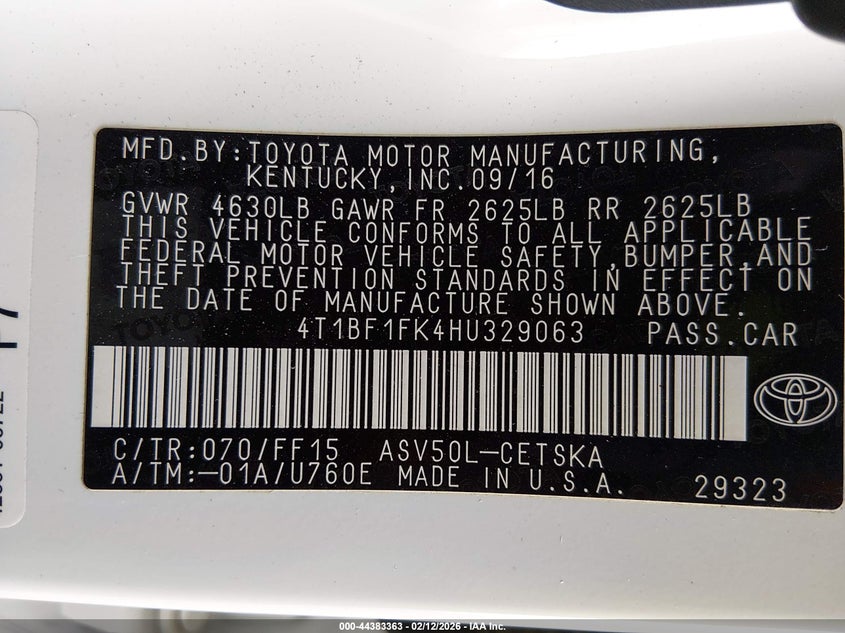 MFD.BY:TOYOTA MOTOR MANUFACTURING,
KENTUCKY,INC.09/16
GVWR 4630LB GAWR FR 2625LB RR 2625LB
THIS VEHICLE CONFORMS TO ALL APPLICABLE
FEDERAL MOTOR VEHICLE SAFETY,BUMPER,AND
THEFT PREVENTION STANDARDS IN EFFECT ON
THE DATE OF MANUFACTURE SHOWN ABOVE.
4T1BF1FK4HU329063 PASS.CAR
C/TR:070/FF15 ASV50L-CETSKA
A/TM:-01A/U760E MADE IN U.S.A. 29323
000-44383363 - 02/12/2026 - IAA Inc.